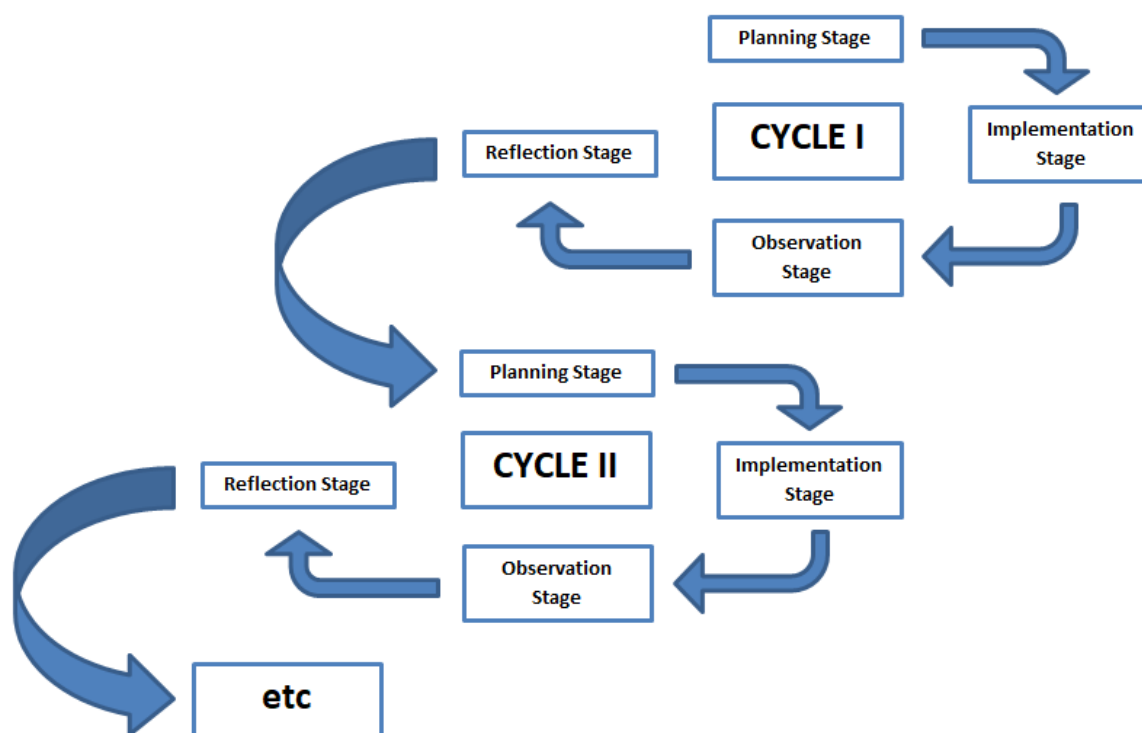 Planning Stage
Implementation
Stage
CYCLE I
Reflection Stage
Observation
Stage
Planning Stage
Implementation
Stage
CYCLE II
Reflection Stage
Observation
Stage
etc